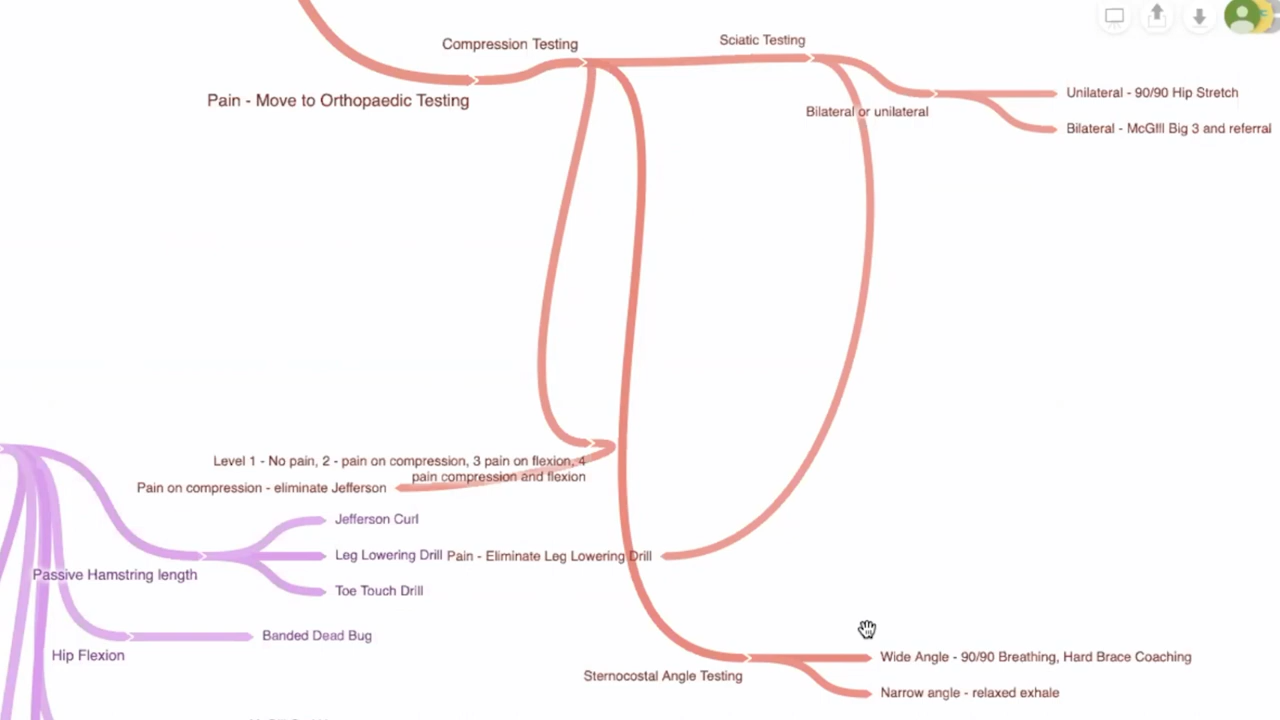 Compression Testing
Sciatic Testing
Pain - Move to Orthopaedic Testing
Bilateral or unilateral
Unilateral - 90/90 Hip Stretch
Bilateral - McGIll Big 3 and referral
Level 1 - No pain, 2 - pain on compression, 3 pain on flexion, 4
pain compression and flexion
Pain on compression - eliminate Jefferson
Jefferson Curl
Leg Lowering Drill
Pain - Eliminate Leg Lowering Drill
Passive Hamstring length
Toe Touch Drill
Banded Dead Bug
Hip Flexion
Sternocostal Angle Testing
Wide Angle - 90/90 Breathing, Hard Brace Coaching
Narrow angle - relaxed exhale